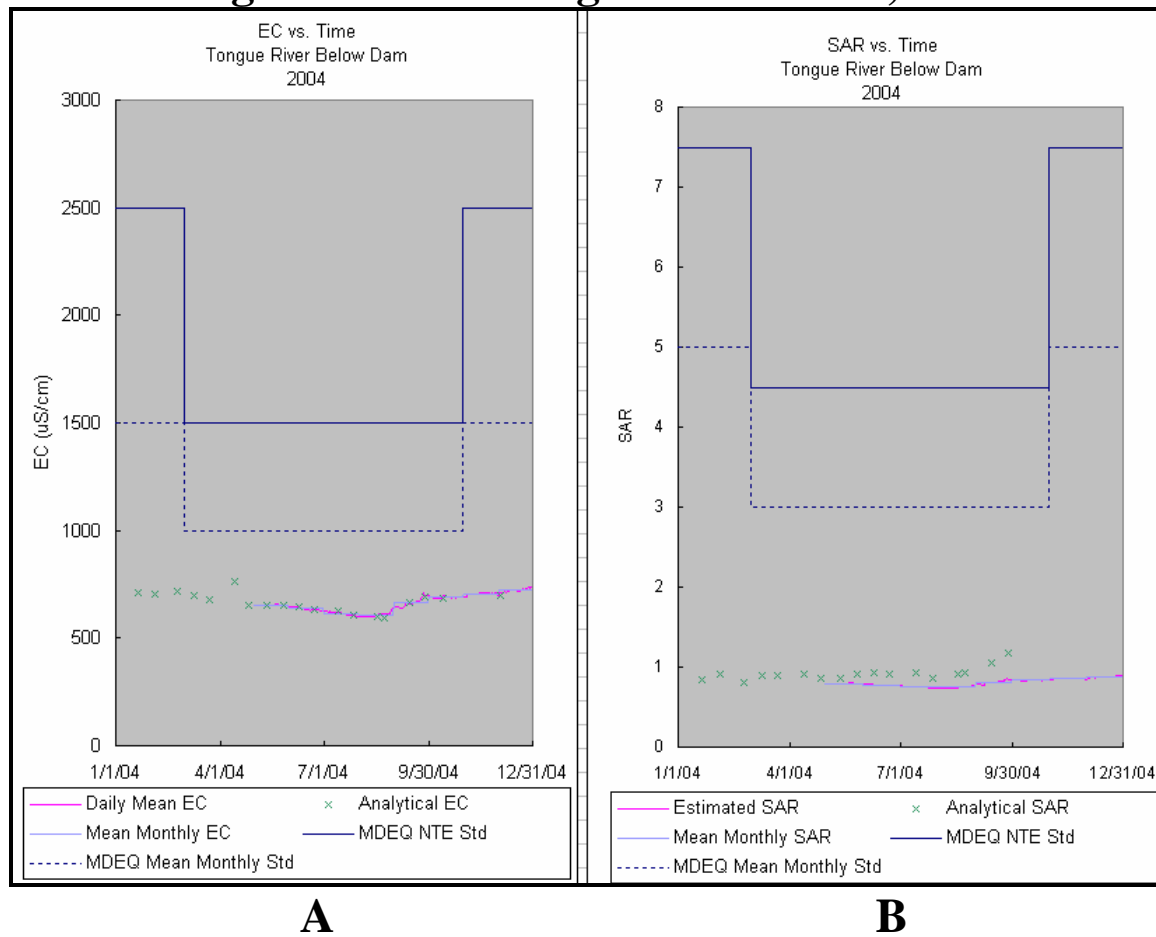 EC vs. Time
Tongue River Below Dam
2004
3000
2500
2000
1500
1000
500
0
EC (uS/cm)
1/1/04 4/1/04 7/1/04 9/30/04 12/31/04
Daily Mean EC Analytical EC
Mean Monthly EC MDEQ NTE Std
MDEQ Mean Monthly Std
A
SAR vs. Time
Tongue River Below Dam
2004
8
7
6
5
4
3
2
1
0
SAR
1/1/04 4/1/04 7/1/04 9/30/04 12/31/04
Estimated SAR Analytical SAR
Mean Monthly SAR MDEQ NTE Std
MDEQ Mean Monthly Std
B